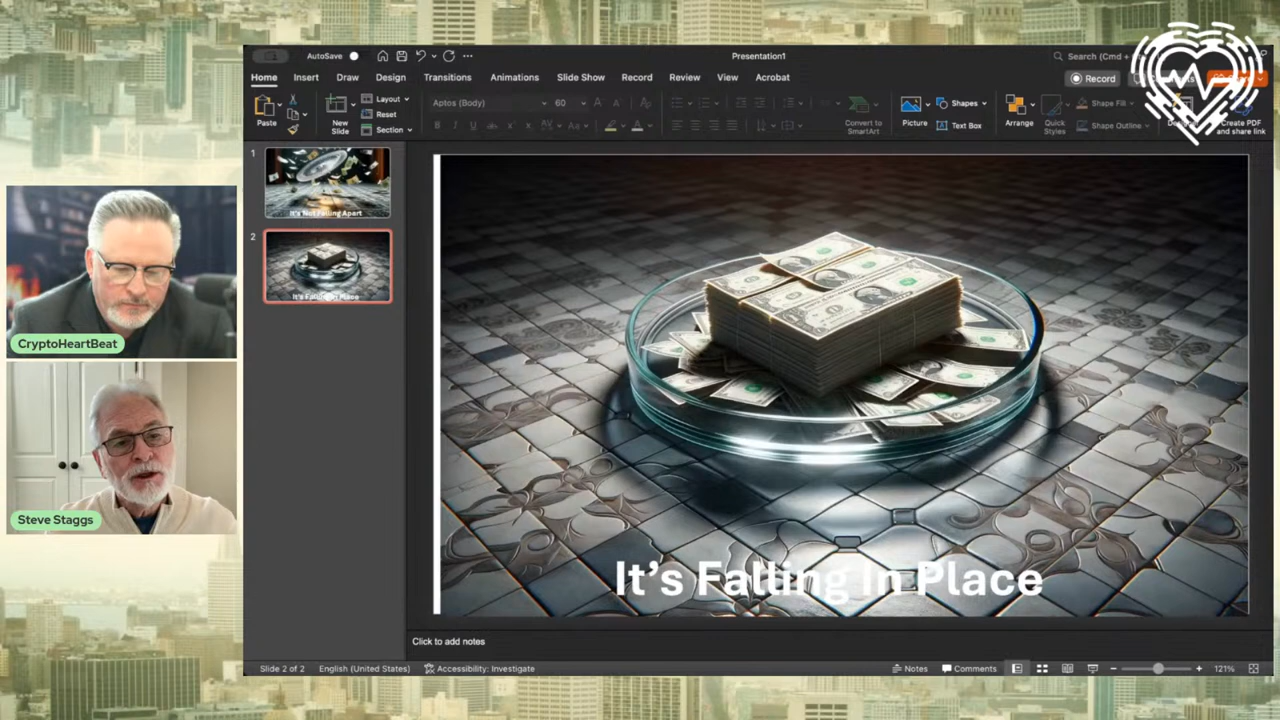 AutoSave
Presentation1
Search (Cmd +
Home Insert Draw Design Transitions Animations Slide Show Record Review View Acrobat
Record
Paste
New Slide
Layout
Reset
Section
Aptos (Body)
60
Convert to SmartArt
Picture
Shapes
Text Box
Arrange
Quick Styles
Shape Fill
Shape Outline
Create PDF and share link
1
It's Not Falling Apart
2
It's Falling In Place
It's Falling In Place
CryptoHeartBeat
Steve Staggs
Click to add notes
Slide 2 of 2
English (United States)
Accessibility: Investigate
Notes
Comments
121%